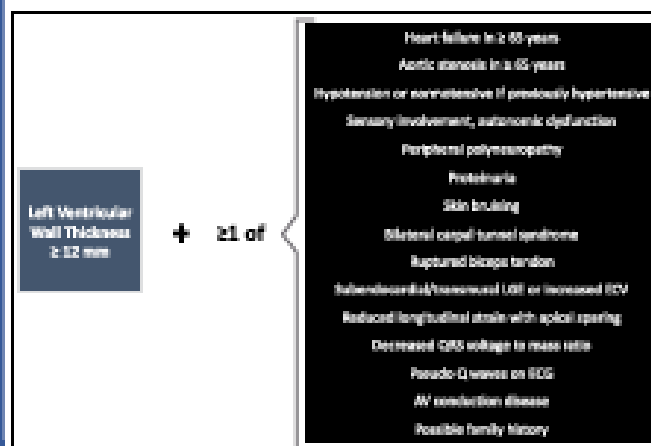 Left Ventricular
Wall Thickness
≥ 12 mm
+
≥1 of
Heart failure in ≥ 65 years
Aortic stenosis in ≥ 65 years
Hypotension or normotensive if previously hypertensive
Sensory involvement, autonomic dysfunction
Peripheral polyneuropathy
Proteinuria
Skin bruising
Bilateral carpal tunnel syndrome
Ruptured biceps tendon
Subendocardial/transmural LGE or increased ECV
Reduced longitudinal strain with apical sparing
Decreased QRS voltage to mass ratio
Pseudo Q waves on ECG
AV conduction disease
Possible family history